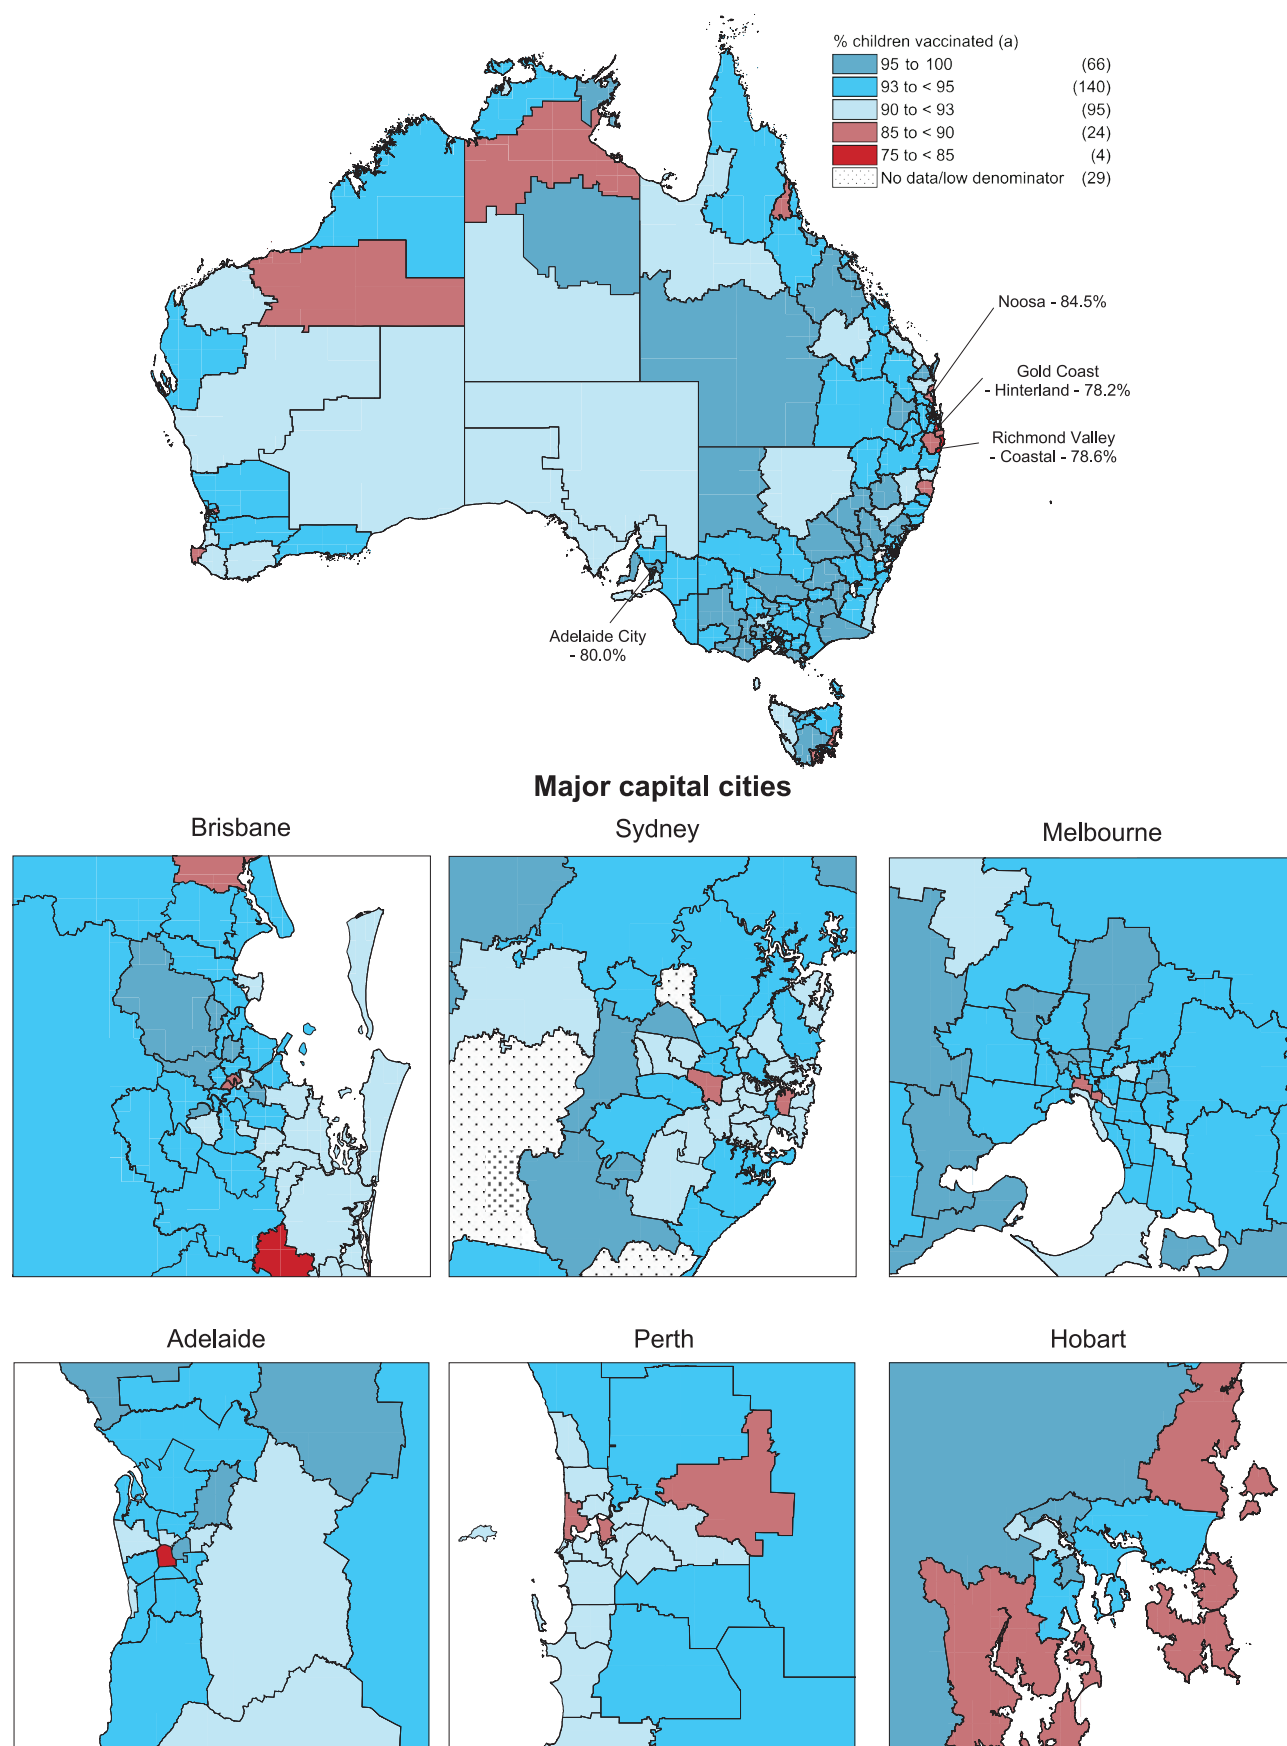 % children vaccinated (a)
95 to 100 (66)
93 to < 95 (140)
90 to < 93 (95)
85 to < 90 (24)
75 to < 85 (4)
No data/low denominator (29)
Noosa - 84.5%
Gold Coast
- Hinterland - 78.2%
Richmond Valley
- Coastal - 78.6%
Adelaide City
- 80.0%
Major capital cities
Brisbane
Sydney
Melbourne
Adelaide
Perth
Hobart